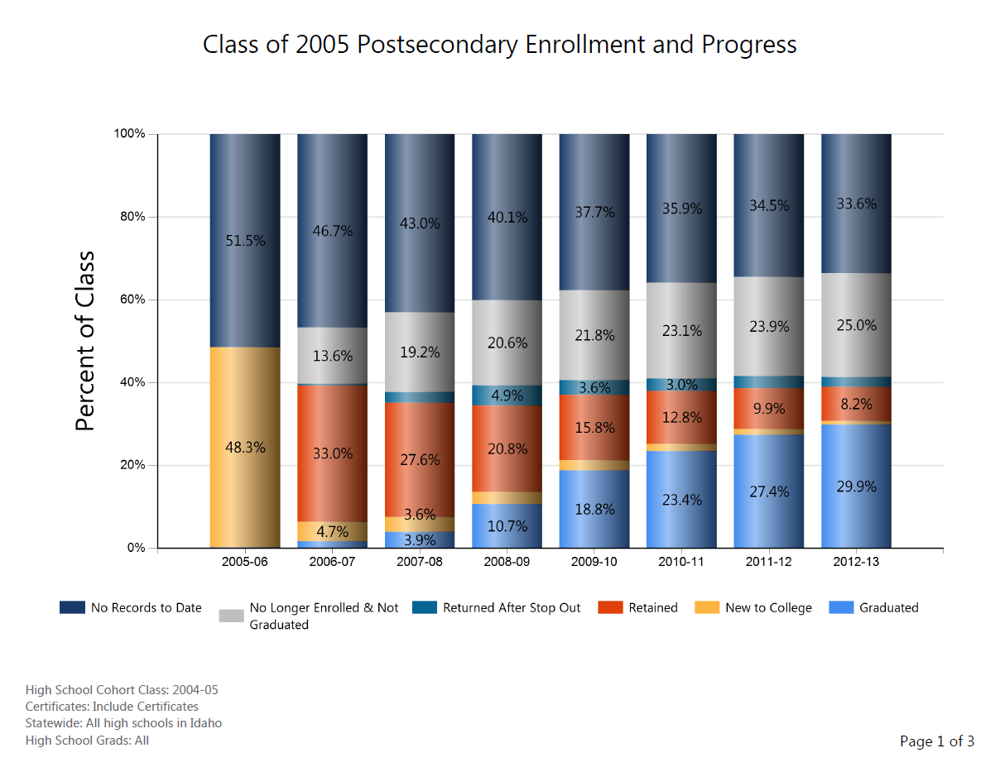 Class of 2005 Postsecondary Enrollment and Progress
Percent of Class
100%
80%
60%
40%
20%
0%
51.5%
48.3%
46.7%
13.6%
33.0%
4.7%
43.0%
19.2%
27.6%
3.6%
3.9%
40.1%
20.6%
4.9%
20.8%
10.7%
37.7%
21.8%
3.6%
15.8%
18.8%
35.9%
23.1%
3.0%
12.8%
23.4%
34.5%
23.9%
9.9%
27.4%
33.6%
25.0%
8.2%
29.9%
2005-06 2006-07 2007-08 2008-09 2009-10 2010-11 2011-12 2012-13
No Records to Date
No Longer Enrolled & Not
Graduated
Returned After Stop Out
Retained
New to College
Graduated
High School Cohort Class: 2004-05
Certificates: Include Certificates
Statewide: All high schools in Idaho
High School Grads: All
Page 1 of 3